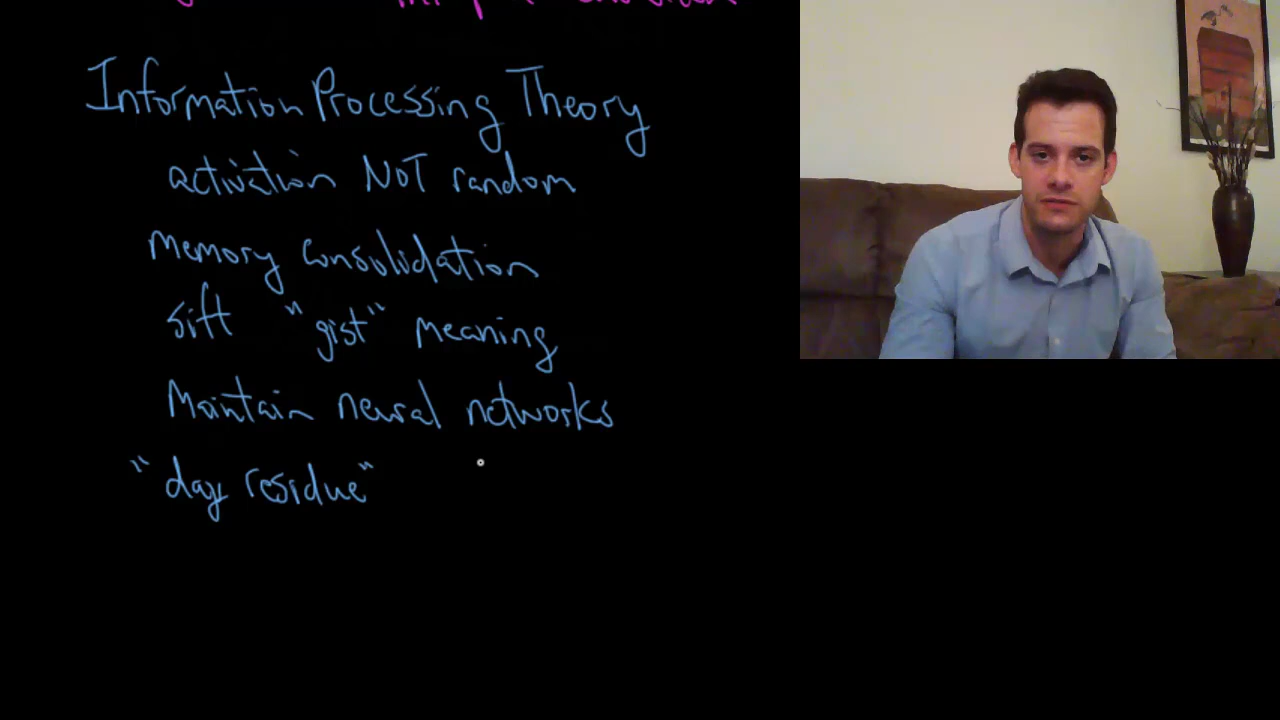 Information Processing Theory
activation NOT random
Memory consolidation
sift "gist" meaning
Maintain neural networks
"day residue"